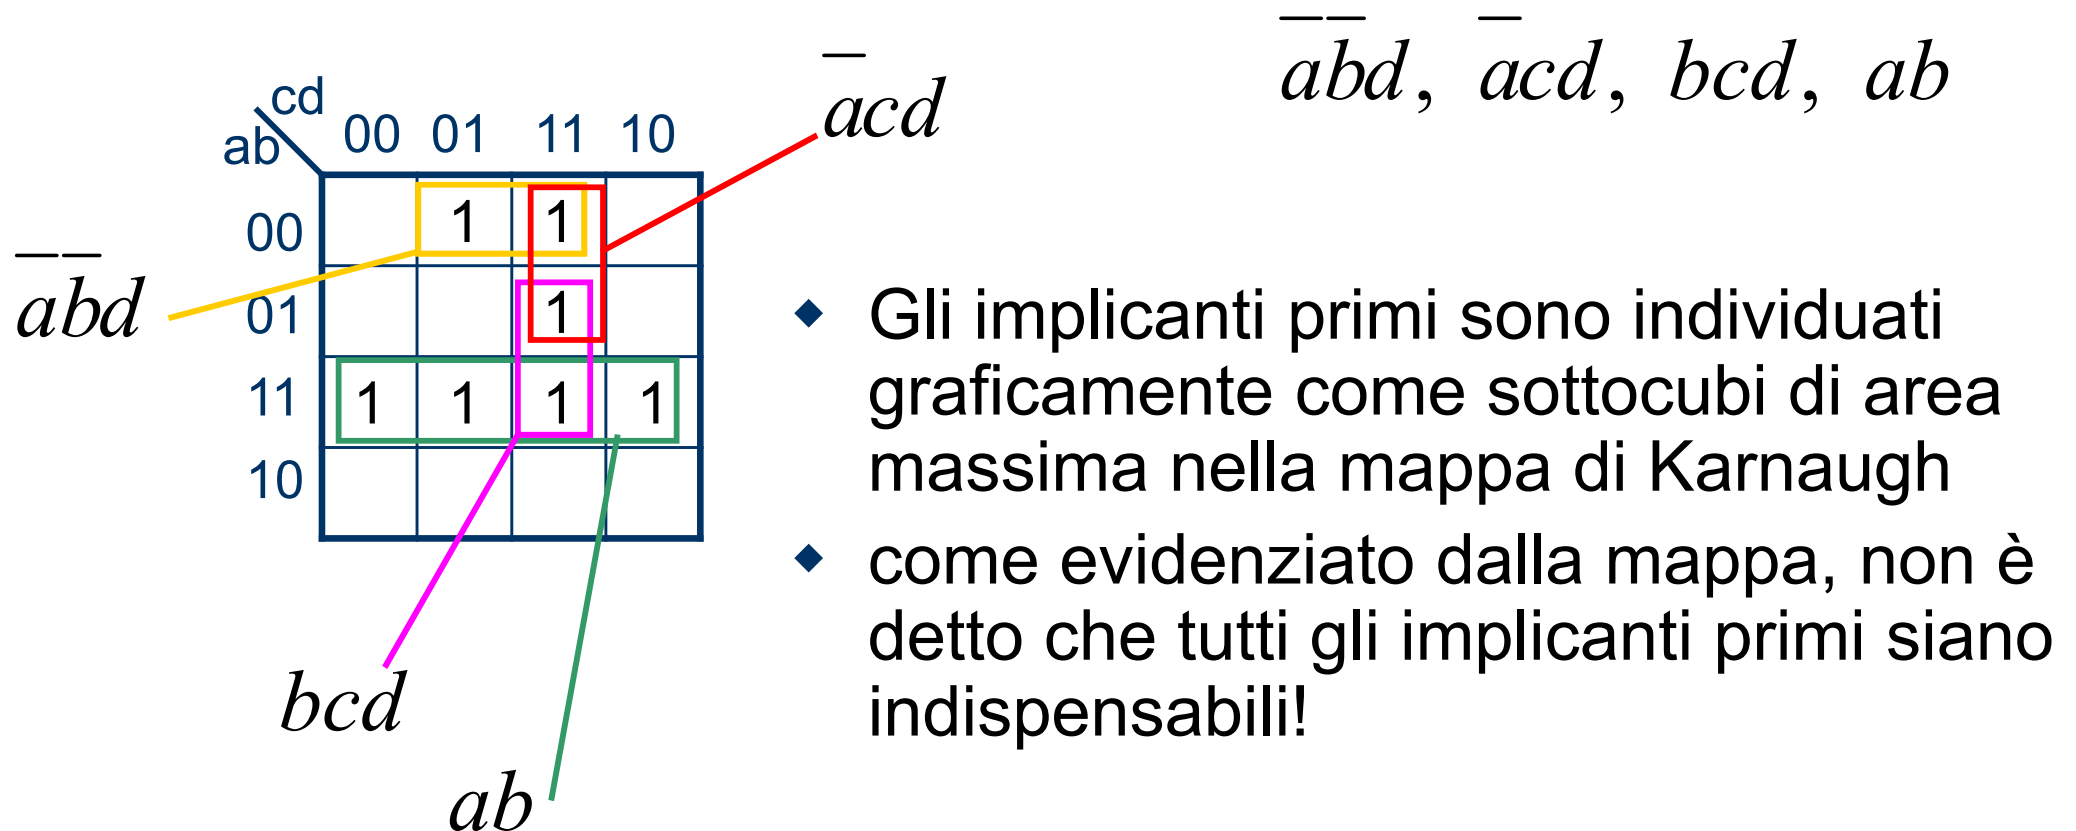 a̅b̅d, a̅cd, bcd, ab
a̅cd
cd
ab
00 01 11 10
00 1 1
01 1
11 1 1 1 1
10
a̅b̅d
bcd
ab
◆ Gli implicanti primi sono individuati
graficamente come sottocubi di area
massima nella mappa di Karnaugh
◆ come evidenziato dalla mappa, non è
detto che tutti gli implicanti primi siano
indispensabili!